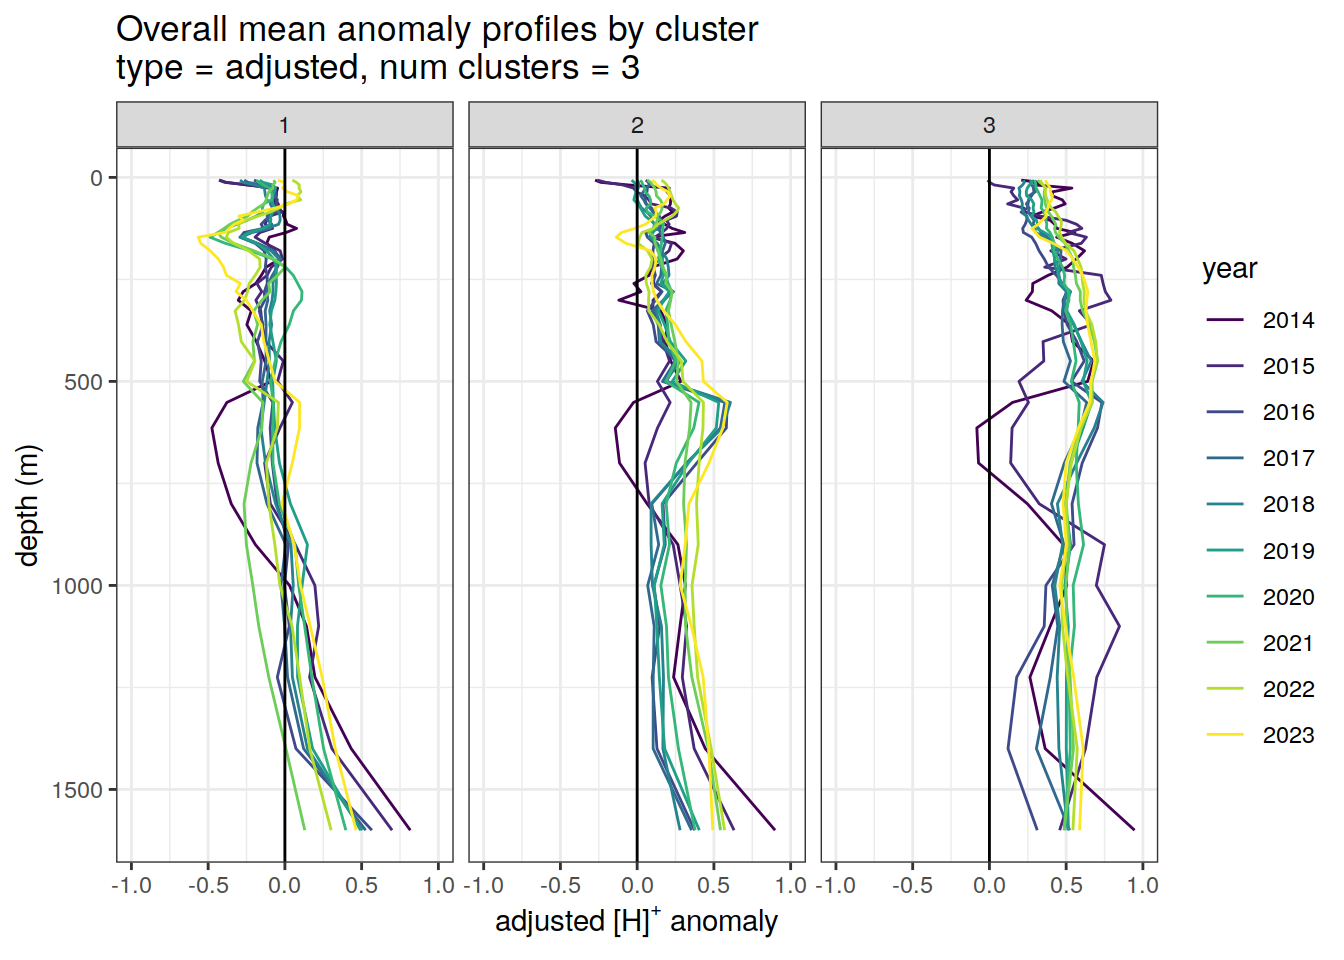 Overall mean anomaly profiles by cluster
type = adjusted, num clusters = 3
1 2 3
0
500
1000
1500
depth (m)
-1.0 -0.5 0.0 0.5 1.0 -1.0 -0.5 0.0 0.5 1.0 -1.0 -0.5 0.0 0.5 1.0
adjusted [H]⁺ anomaly
year
2014
2015
2016
2017
2018
2019
2020
2021
2022
2023